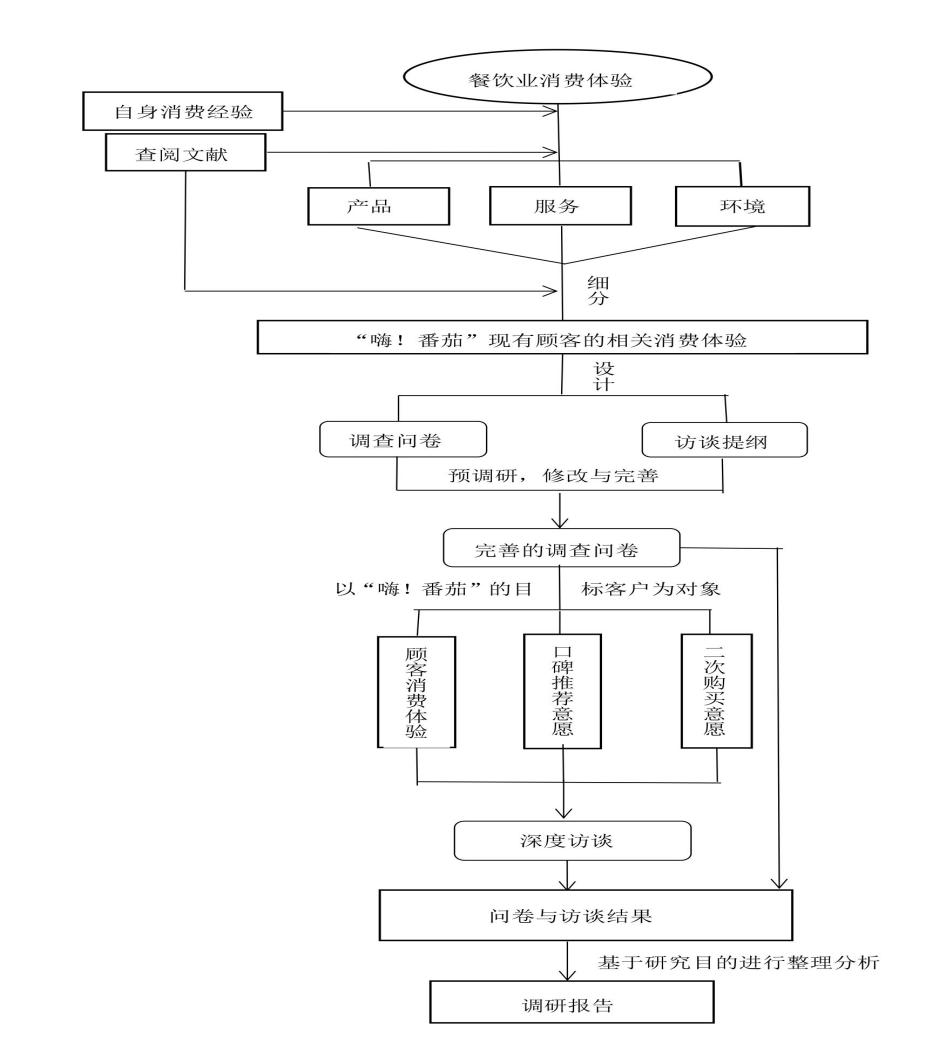 餐饮业消费体验
自身消费经验
查阅文献
产品
服务
环境
细
分
“嗨！番茄”现有顾客的相关消费体验
设
计
调查问卷
访谈提纲
预调研，修改与完善
完善的调查问卷
以“嗨！番茄”的目 标客户为对象
顾客消费体验
口碑推荐意愿
二次购买意愿
深度访谈
问卷与访谈结果
基于研究目的进行整理分析
调研报告